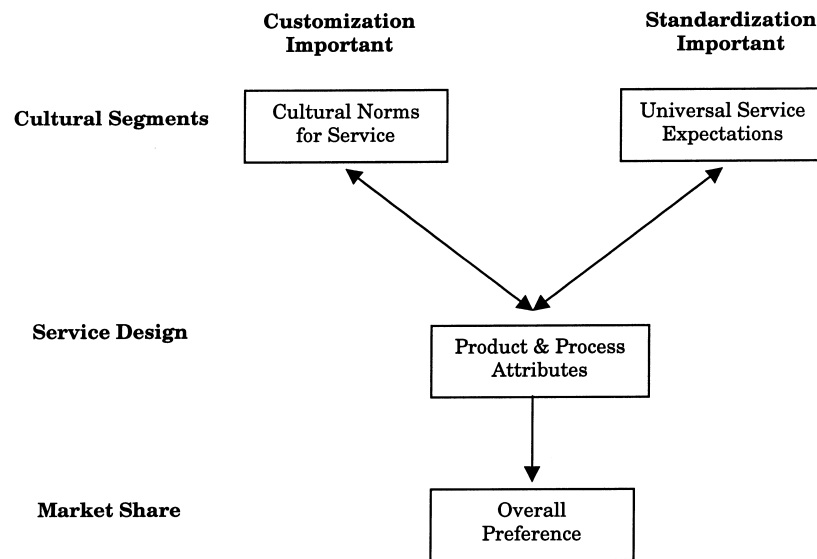 Customization
Important
Standardization
Important
Cultural Segments
Cultural Norms
for Service
Universal Service
Expectations
Service Design
Product & Process
Attributes
Market Share
Overall
Preference